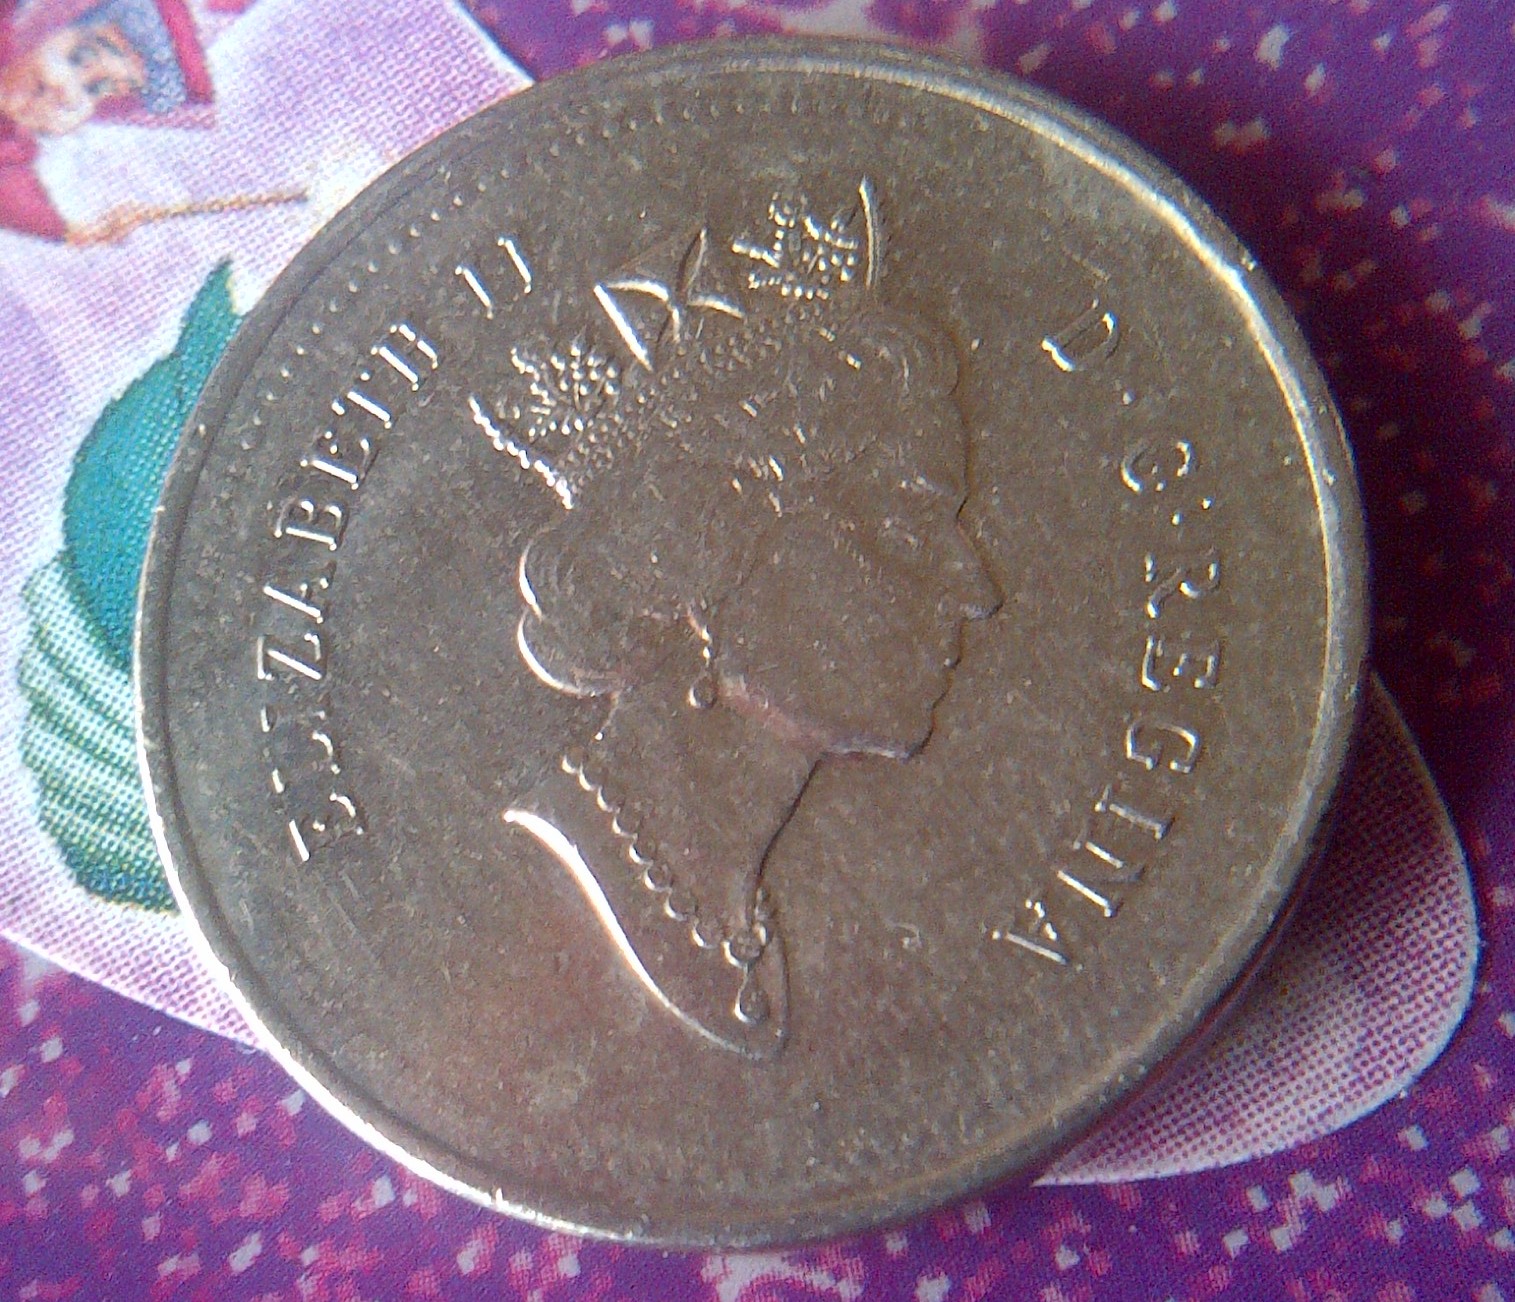 ELIZABETH II
D · G · REGINA